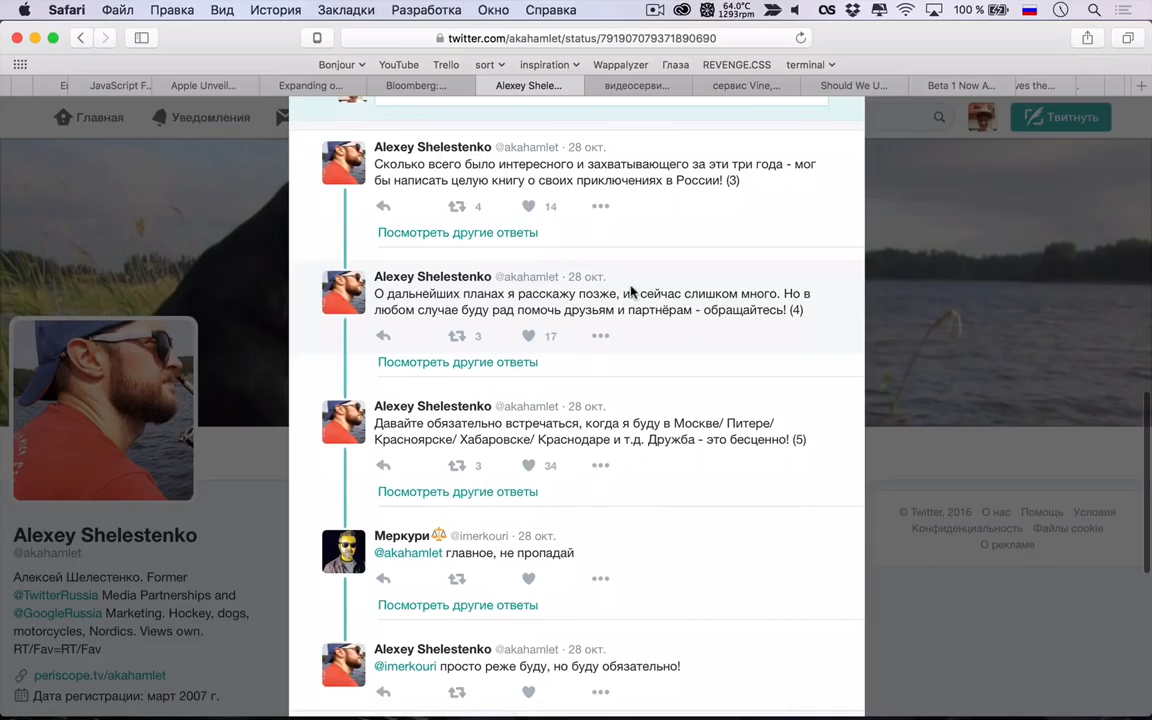 Safari Файл Правка Вид История Закладки Разработка Окно Справка 64.0°C 1293rpm 100 %
twitter.com/akahamlet/status/791907079371890690
Bonjour YouTube Trello sort inspiration Wappalyzer Глаза REVENGE.CSS terminal
JavaScript F... Apple Unveil... Expanding o... Bloomberg:... Alexey Shele... видеосерви... сервис Vine,... Should We U... Beta 1 Now A... ves the...
Главная Уведомления Твитнуть
Alexey Shelestenko @akahamlet · 28 окт.
Сколько всего было интересного и захватывающего за эти три года - мог
бы написать целую книгу о своих приключениях в России! (3)
4 14
Посмотреть другие ответы
Alexey Shelestenko @akahamlet · 28 окт.
О дальнейших планах я расскажу позже, их сейчас слишком много. Но в
любом случае буду рад помочь друзьям и партнёрам - обращайтесь! (4)
3 17
Посмотреть другие ответы
Alexey Shelestenko @akahamlet · 28 окт.
Давайте обязательно встречаться, когда я буду в Москве/ Питере/
Красноярске/ Хабаровске/ Краснодаре и т.д. Дружба - это бесценно! (5)
3 34
Посмотреть другие ответы
Меркури @imerkouri · 28 окт.
@akahamlet главное, не пропадай
Посмотреть другие ответы
Alexey Shelestenko @akahamlet · 28 окт.
@imerkouri просто реже буду, но буду обязательно!
Alexey Shelestenko
@akahamlet
Алексей Шелестенко. Former
@TwitterRussia Media Partnerships and
@GoogleRussia Marketing. Hockey, dogs,
motorcycles, Nordics. Views own.
RT/Fav=RT/Fav
periscope.tv/akahamlet
Дата регистрации: март 2007 г.
© Twitter, 2016 О нас Помощь Условия
Конфиденциальность Файлы cookie
О рекламе